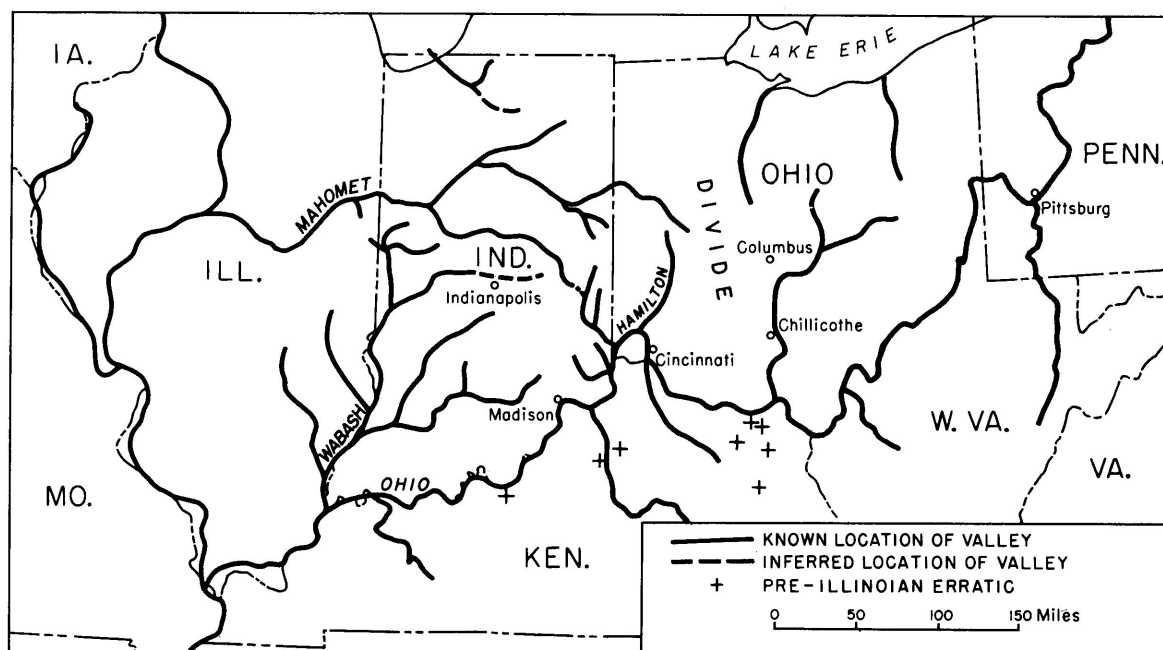 LAKE ERIE
IA.
PENN.
OHIO
MAHOMET
DIVIDE
Pittsburg
ILL.
IND.
Columbus
Indianapolis
HAMILTON
Chillicothe
Cincinnati
Madison
WABASH
W. VA.
VA.
OHIO
MO.
KEN.
KNOWN LOCATION OF VALLEY
INFERRED LOCATION OF VALLEY
+ PRE-ILLINOIAN ERRATIC
0 50 100 150 Miles